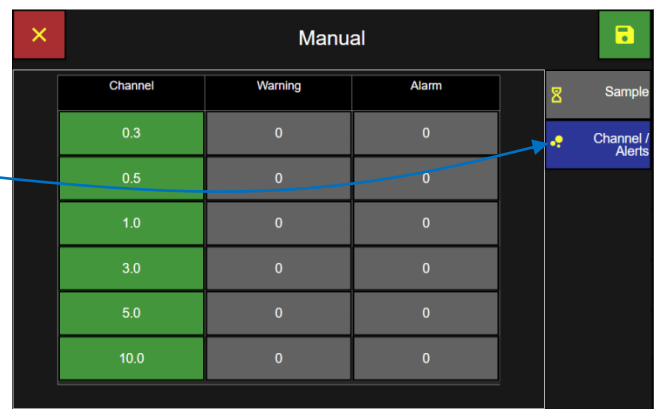 Manual
Channel Warning Alarm
0.3 0 0
0.5 0 0
1.0 0 0
3.0 0 0
5.0 0 0
10.0 0 0
Sample
Channel /
Alerts